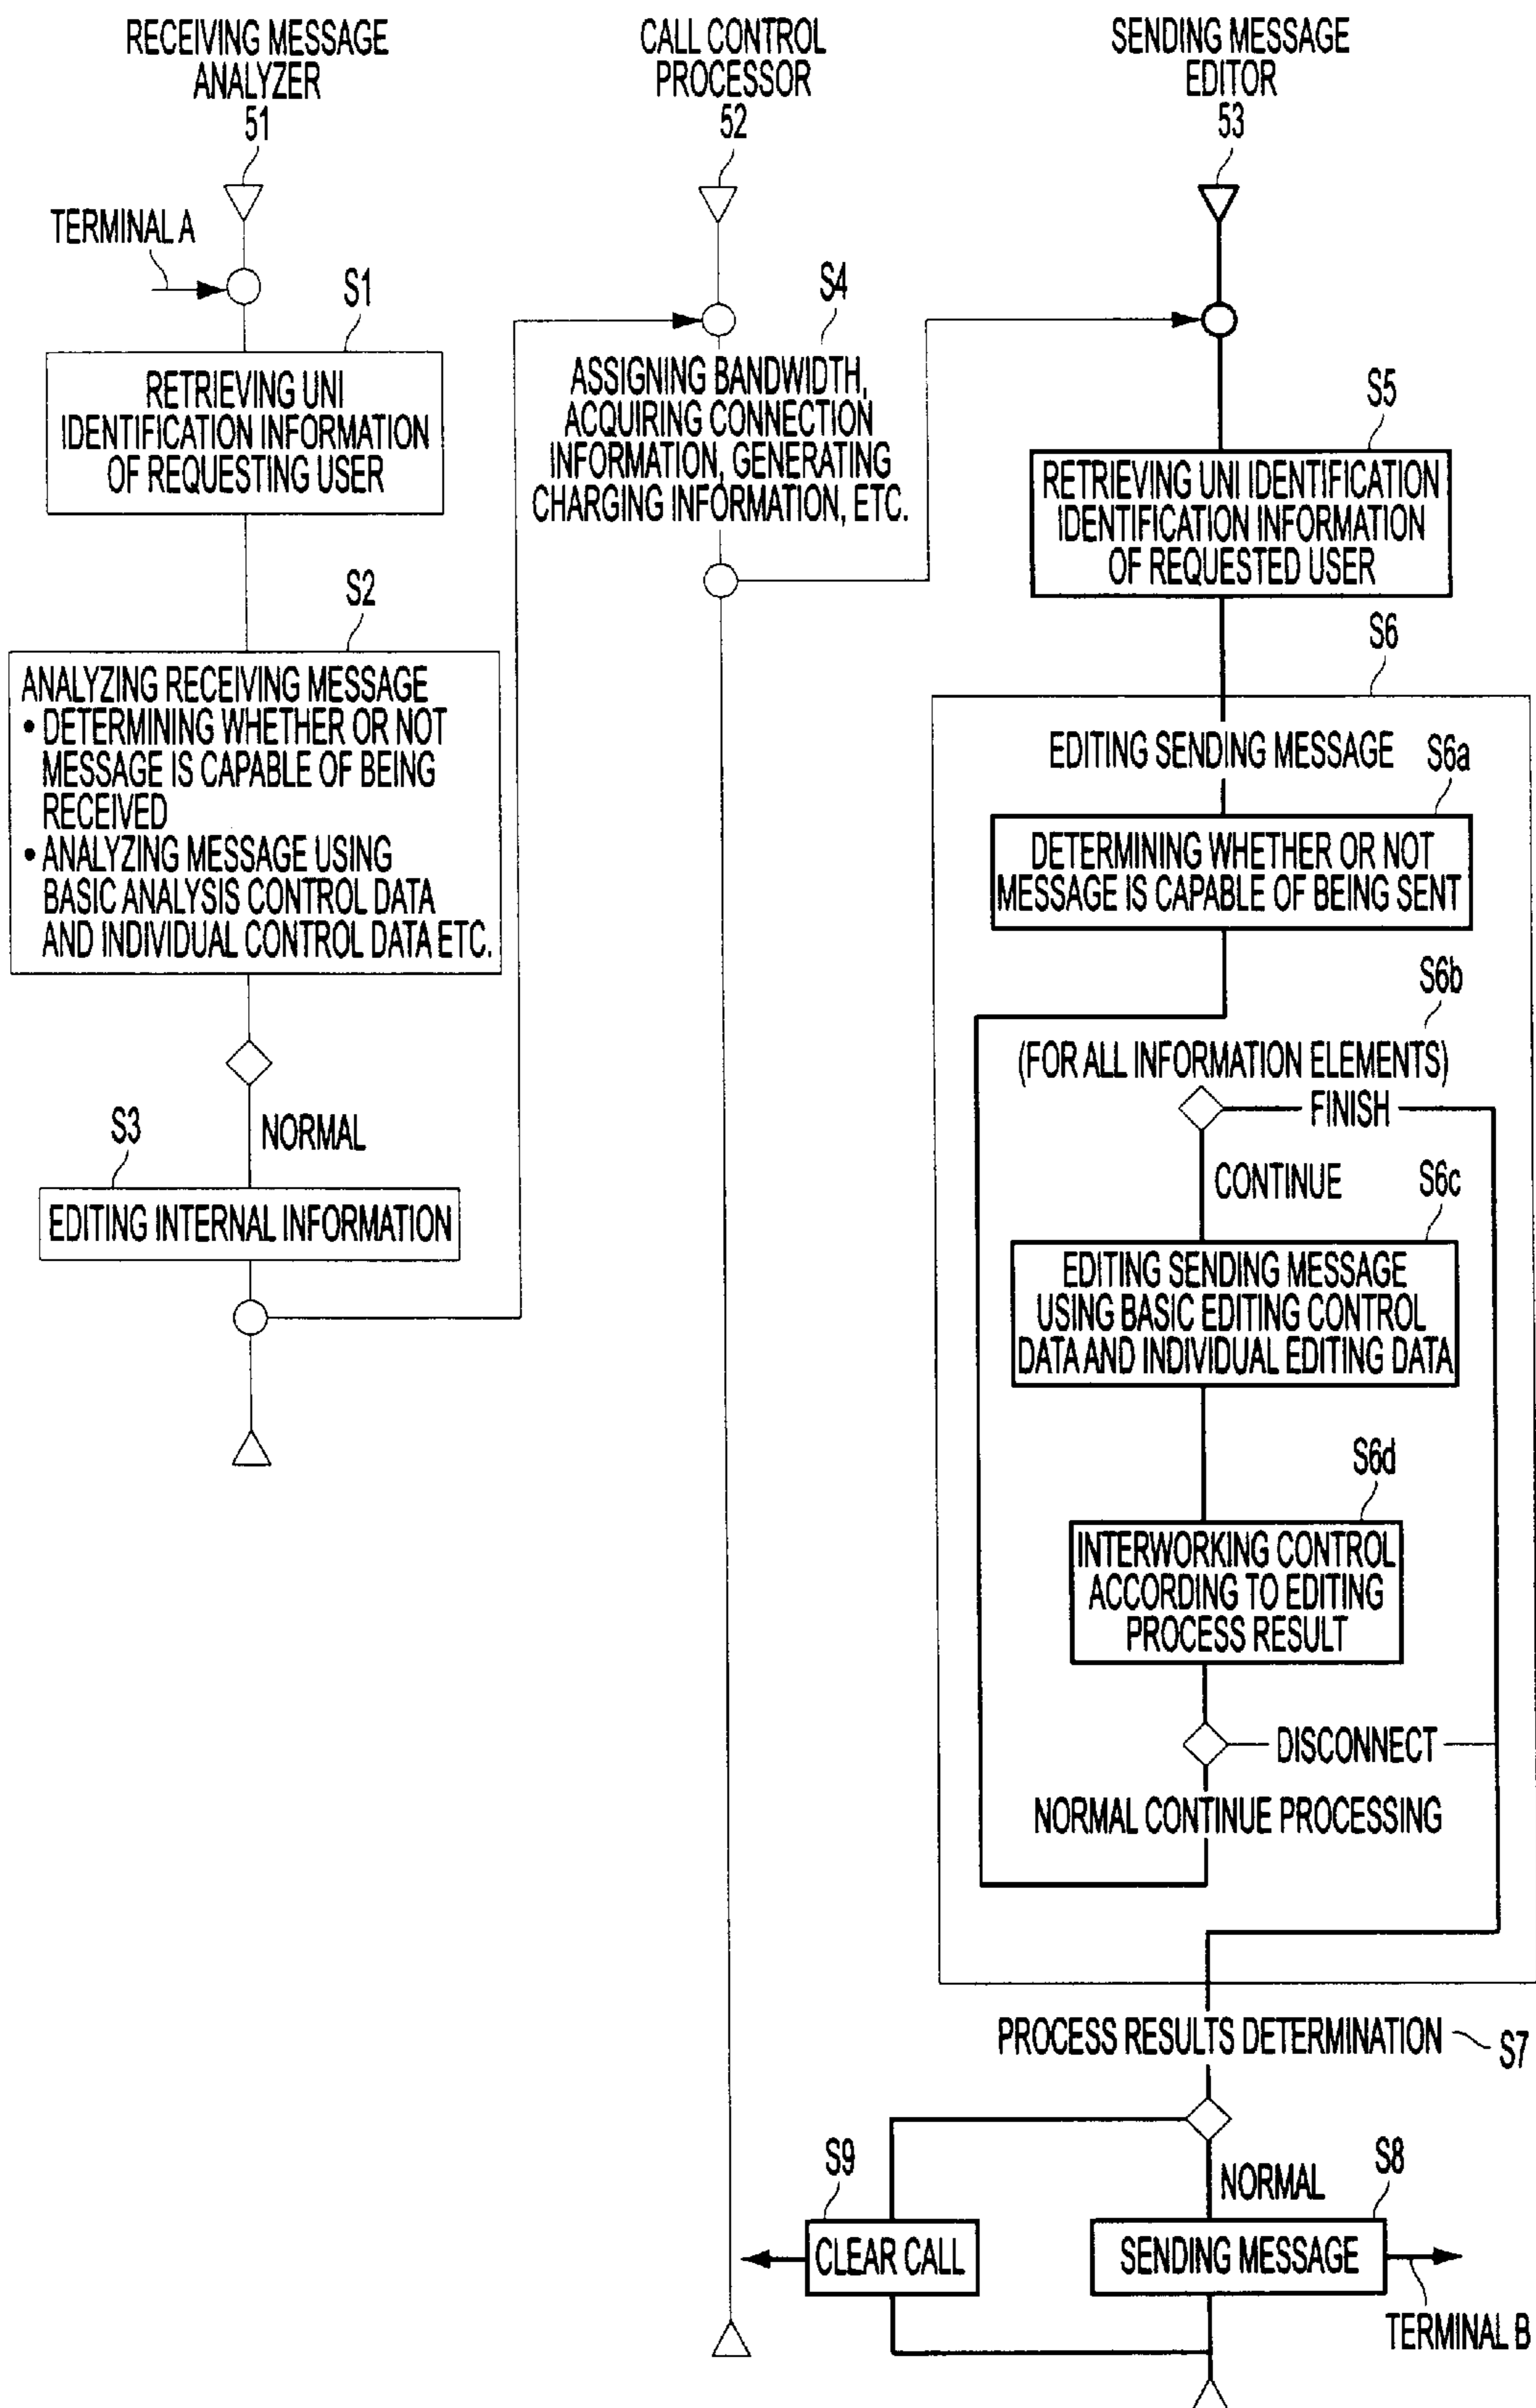 RECEIVING MESSAGE
ANALYZER
51
TERMINAL A
S1
RETRIEVING UNI
IDENTIFICATION INFORMATION
OF REQUESTING USER
S2
ANALYZING RECEIVING MESSAGE
• DETERMINING WHETHER OR NOT
MESSAGE IS CAPABLE OF BEING
RECEIVED
• ANALYZING MESSAGE USING
BASIC ANALYSIS CONTROL DATA
AND INDIVIDUAL CONTROL DATA ETC.
NORMAL
S3
EDITING INTERNAL INFORMATION
CALL CONTROL
PROCESSOR
52
S4
ASSIGNING BANDWIDTH,
ACQUIRING CONNECTION
INFORMATION, GENERATING
CHARGING INFORMATION, ETC.
SENDING MESSAGE
EDITOR
53
S5
RETRIEVING UNI IDENTIFICATION
IDENTIFICATION INFORMATION
OF REQUESTED USER
S6
EDITING SENDING MESSAGE
S6a
DETERMINING WHETHER OR NOT
MESSAGE IS CAPABLE OF BEING SENT
S6b
(FOR ALL INFORMATION ELEMENTS)
FINISH
CONTINUE
S6c
EDITING SENDING MESSAGE
USING BASIC EDITING CONTROL
DATA AND INDIVIDUAL EDITING DATA
S6d
INTERWORKING CONTROL
ACCORDING TO EDITING
PROCESS RESULT
DISCONNECT
NORMAL CONTINUE PROCESSING
PROCESS RESULTS DETERMINATION
S7
S9
CLEAR CALL
NORMAL
S8
SENDING MESSAGE
TERMINAL B